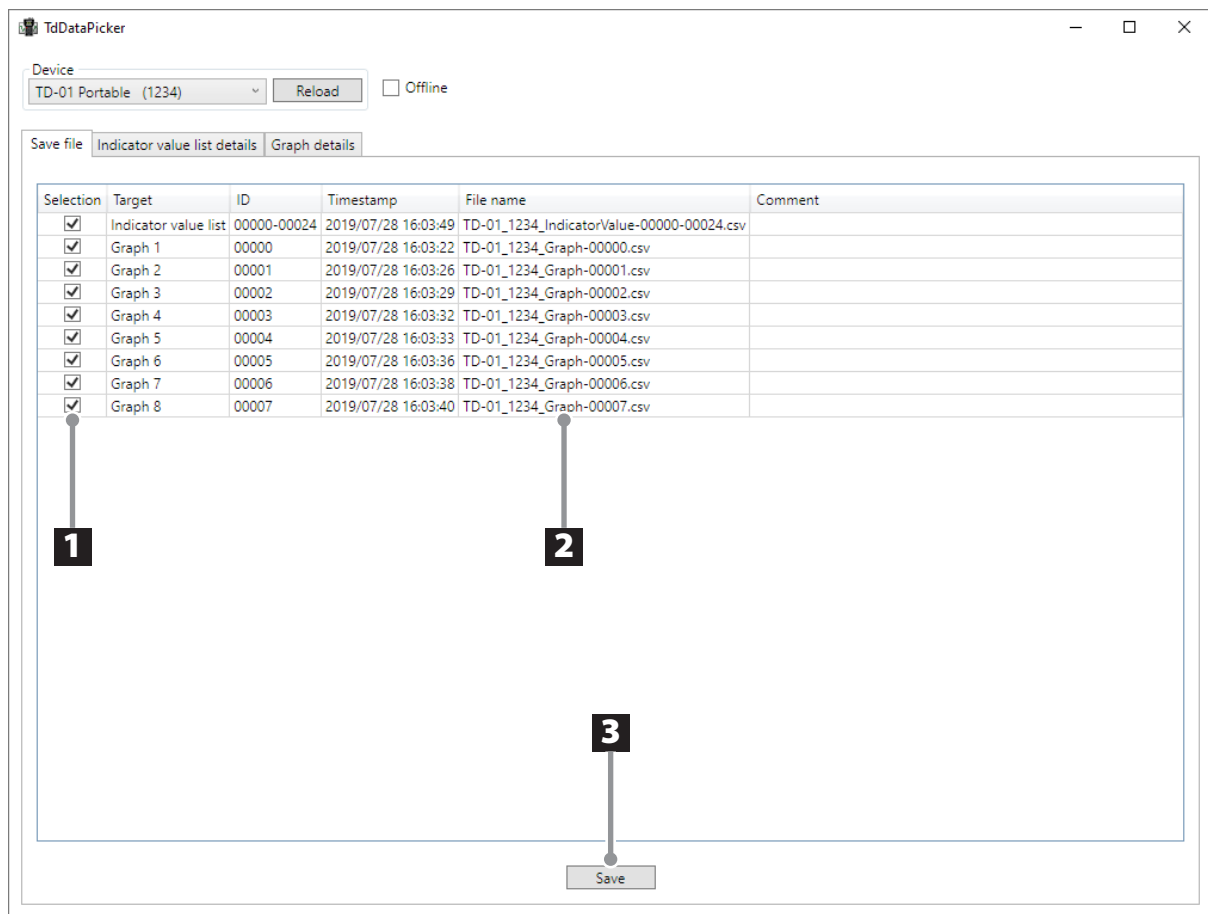 TdDataPicker
Device
TD-01 Portable (1234)
Reload
Offline
Save file Indicator value list details Graph details
Selection Target ID Timestamp File name Comment
Indicator value list 00000-00024 2019/07/28 16:03:49 TD-01_1234_IndicatorValue-00000-00024.csv
Graph 1 00000 2019/07/28 16:03:22 TD-01_1234_Graph-00000.csv
Graph 2 00001 2019/07/28 16:03:26 TD-01_1234_Graph-00001.csv
Graph 3 00002 2019/07/28 16:03:29 TD-01_1234_Graph-00002.csv
Graph 4 00003 2019/07/28 16:03:32 TD-01_1234_Graph-00003.csv
Graph 5 00004 2019/07/28 16:03:33 TD-01_1234_Graph-00004.csv
Graph 6 00005 2019/07/28 16:03:36 TD-01_1234_Graph-00005.csv
Graph 7 00006 2019/07/28 16:03:38 TD-01_1234_Graph-00006.csv
Graph 8 00007 2019/07/28 16:03:40 TD-01_1234_Graph-00007.csv
1 2
3
Save